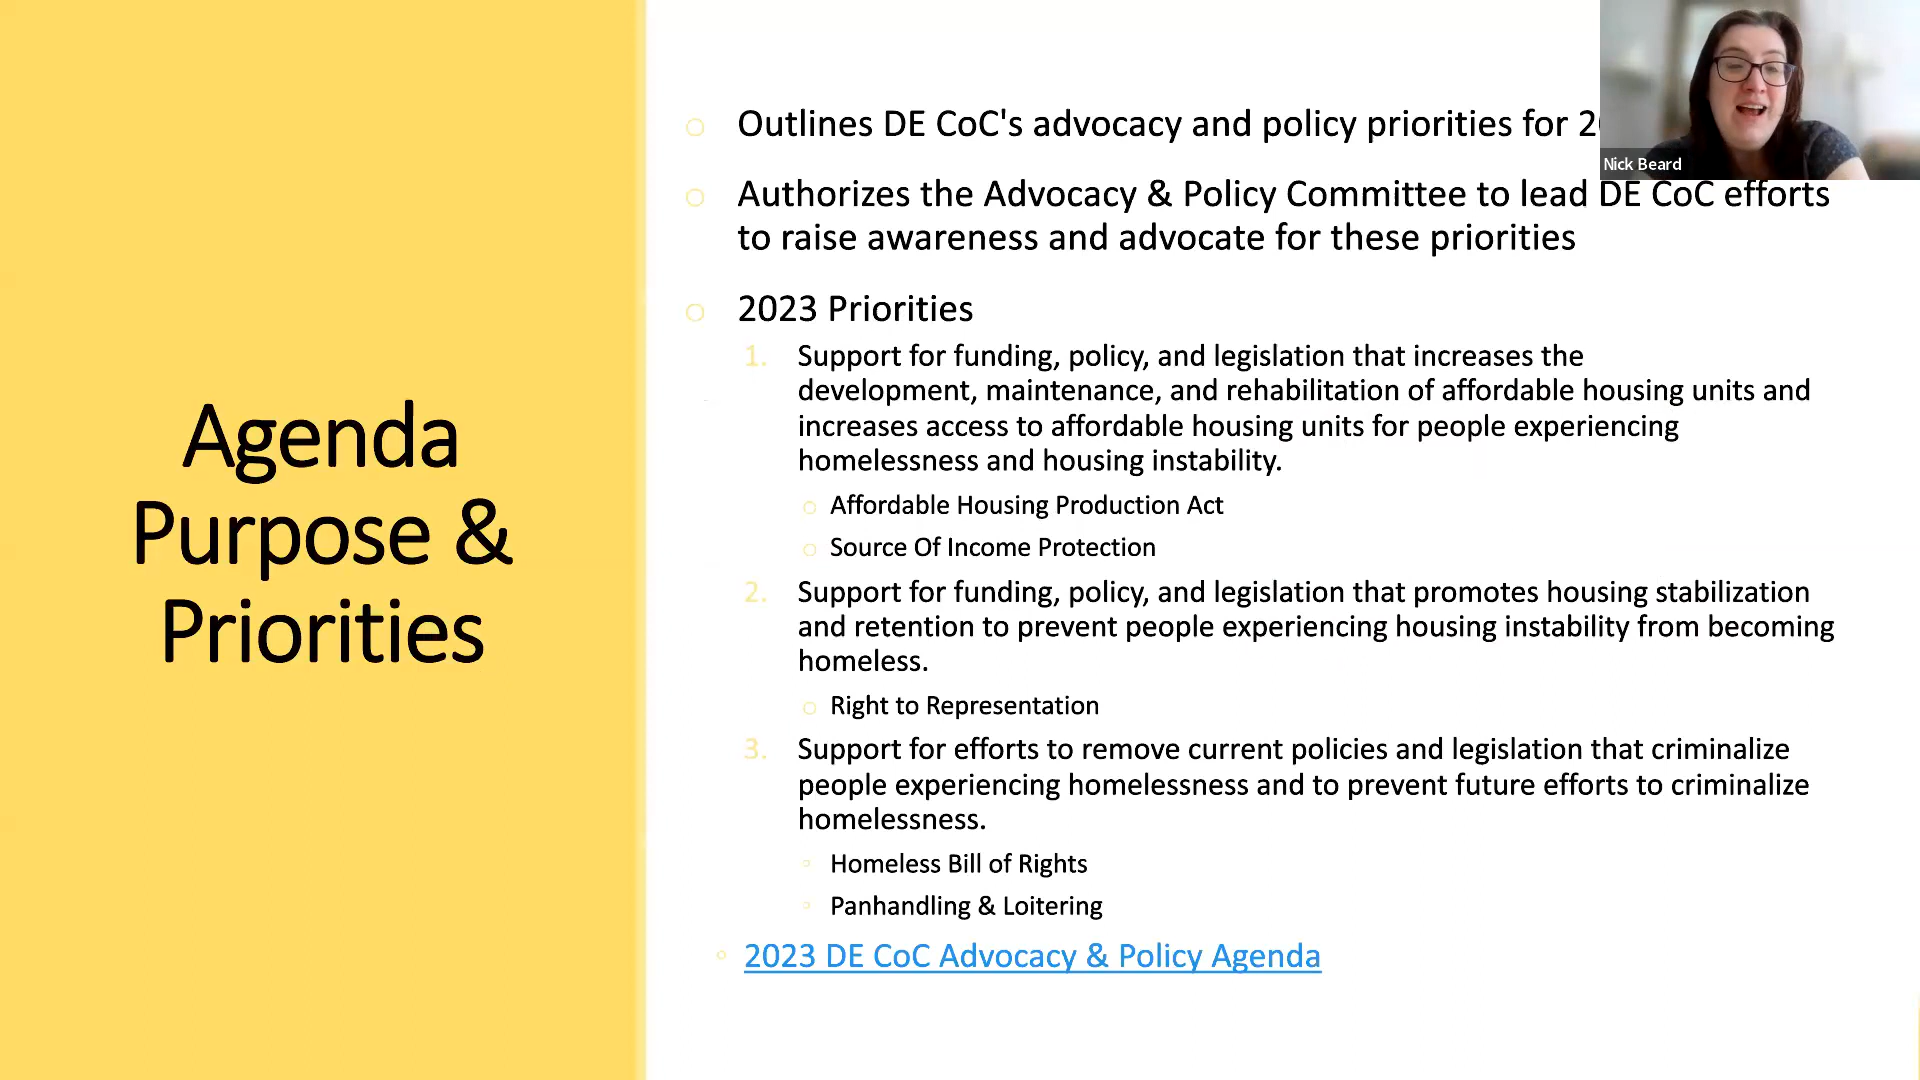 Agenda
Purpose &
Priorities
Outlines DE CoC's advocacy and policy priorities for
Nick Beard
Authorizes the Advocacy & Policy Committee to lead DE CoC efforts
to raise awareness and advocate for these priorities
2023 Priorities
1. Support for funding, policy, and legislation that increases the
development, maintenance, and rehabilitation of affordable housing units and
increases access to affordable housing units for people experiencing
homelessness and housing instability.
Affordable Housing Production Act
Source Of Income Protection
2. Support for funding, policy, and legislation that promotes housing stabilization
and retention to prevent people experiencing housing instability from becoming
homeless.
Right to Representation
3. Support for efforts to remove current policies and legislation that criminalize
people experiencing homelessness and to prevent future efforts to criminalize
homelessness.
Homeless Bill of Rights
Panhandling & Loitering
2023 DE CoC Advocacy & Policy Agenda